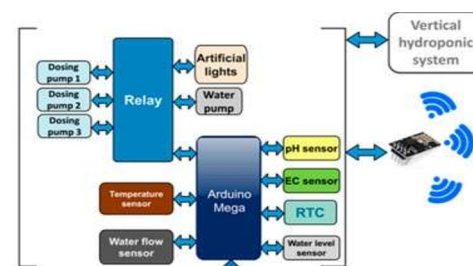 Vertical
hydroponic
system
Dosing
pump 1
Dosing
pump 2
Dosing
pump 3
Relay
Artificial
lights
Water
pump
Temperature
sensor
Water flow
sensor
Arduino
Mega
pH sensor
EC sensor
RTC
Water level
sensor